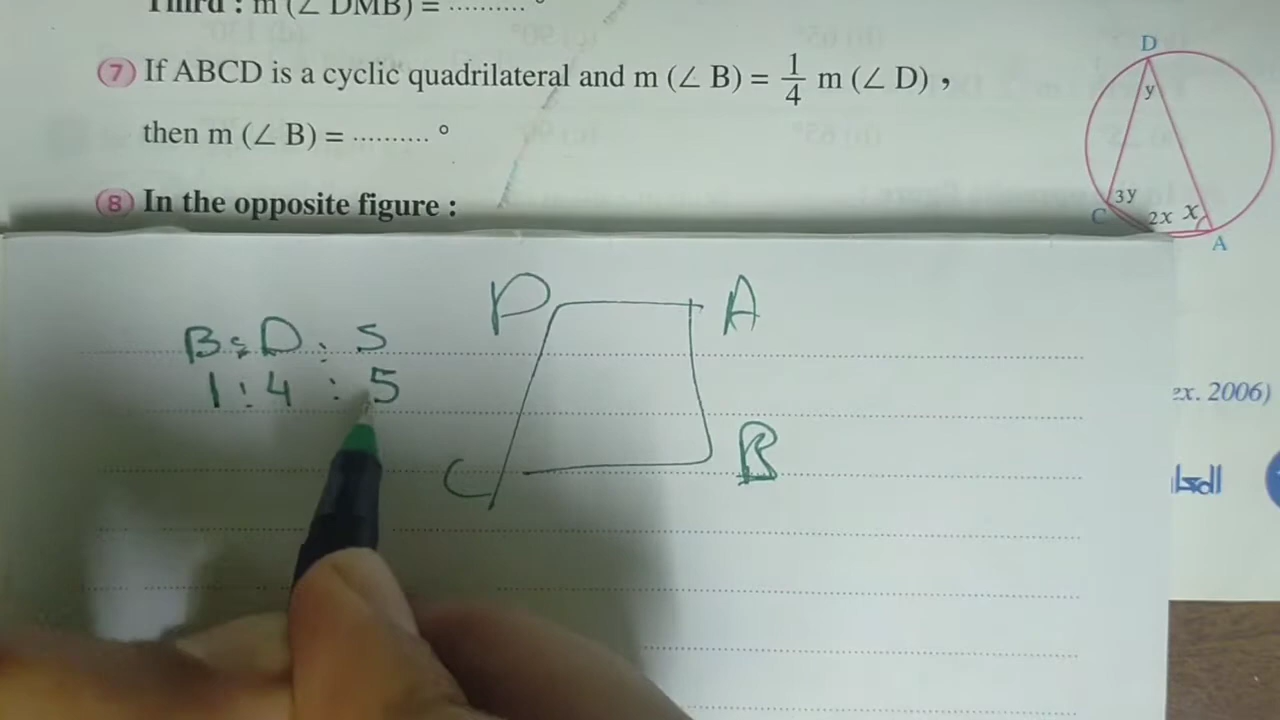 Third : m (∠ DMB) = .......... °
7 If ABCD is a cyclic quadrilateral and m (∠ B) = 1/4 m (∠ D) ,
then m (∠ B) = .......... °
8 In the opposite figure :
D
y
3y
C
2x x
A
D A
B : D : S
1 : 4 : 5
C B
ex. 2006)